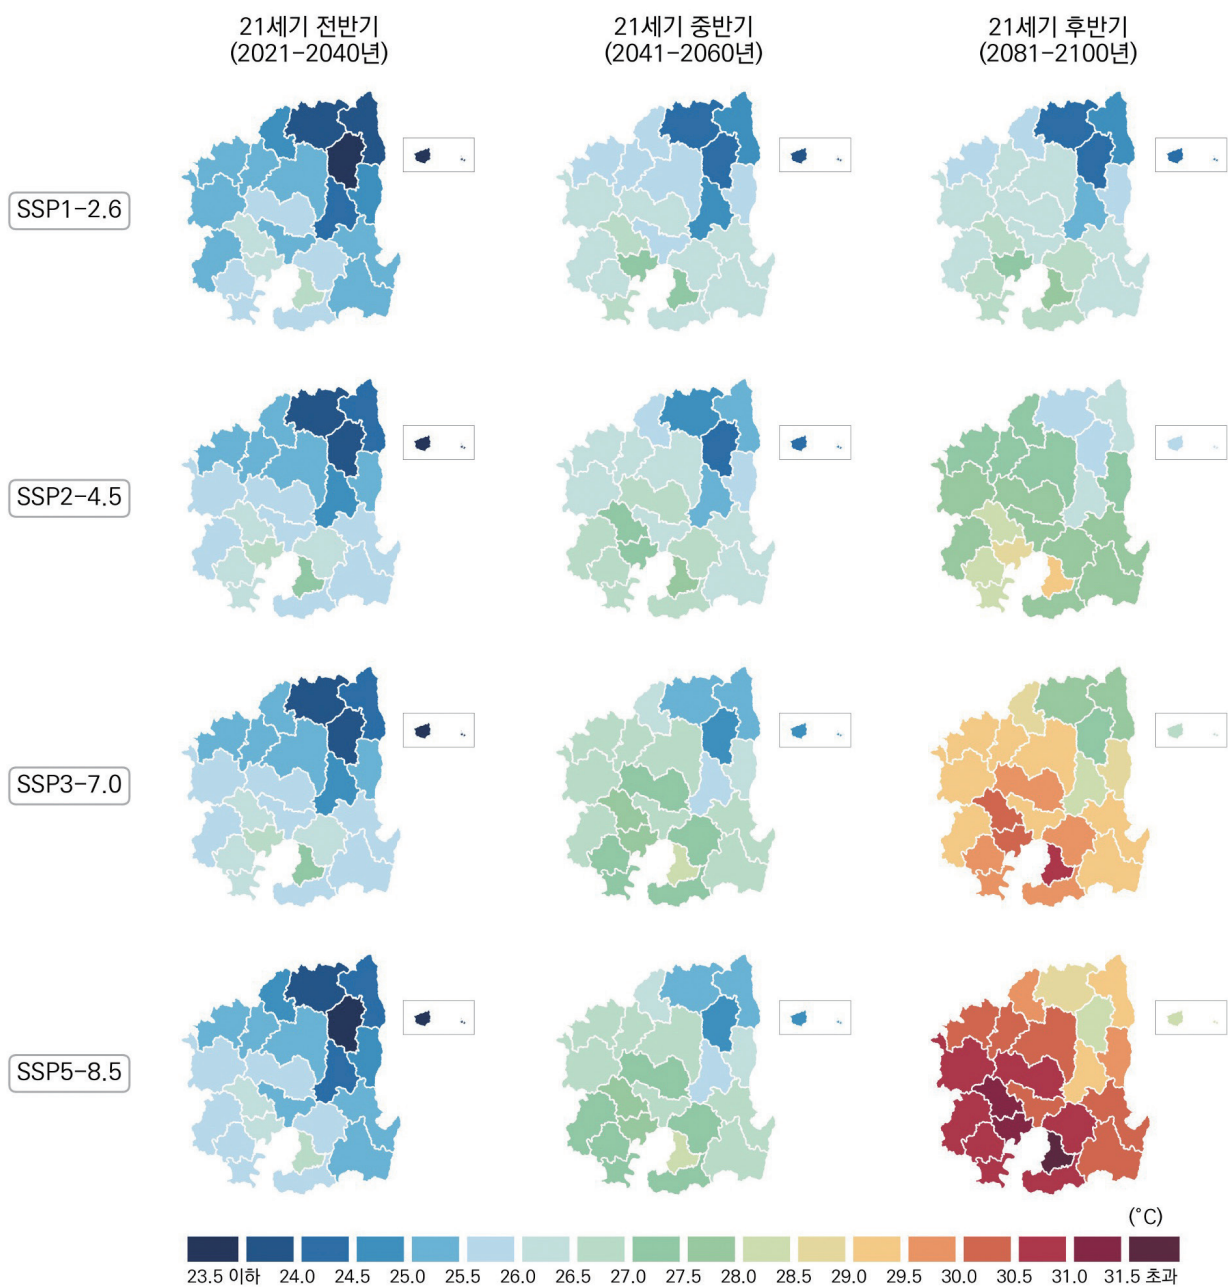 21세기 전반기
(2021-2040년)
21세기 중반기
(2041-2060년)
21세기 후반기
(2081-2100년)
SSP1-2.6
SSP2-4.5
SSP3-7.0
SSP5-8.5
(°C)
23.5 이하 24.0 24.5 25.0 25.5 26.0 26.5 27.0 27.5 28.0 28.5 29.0 29.5 30.0 30.5 31.0 31.5 초과